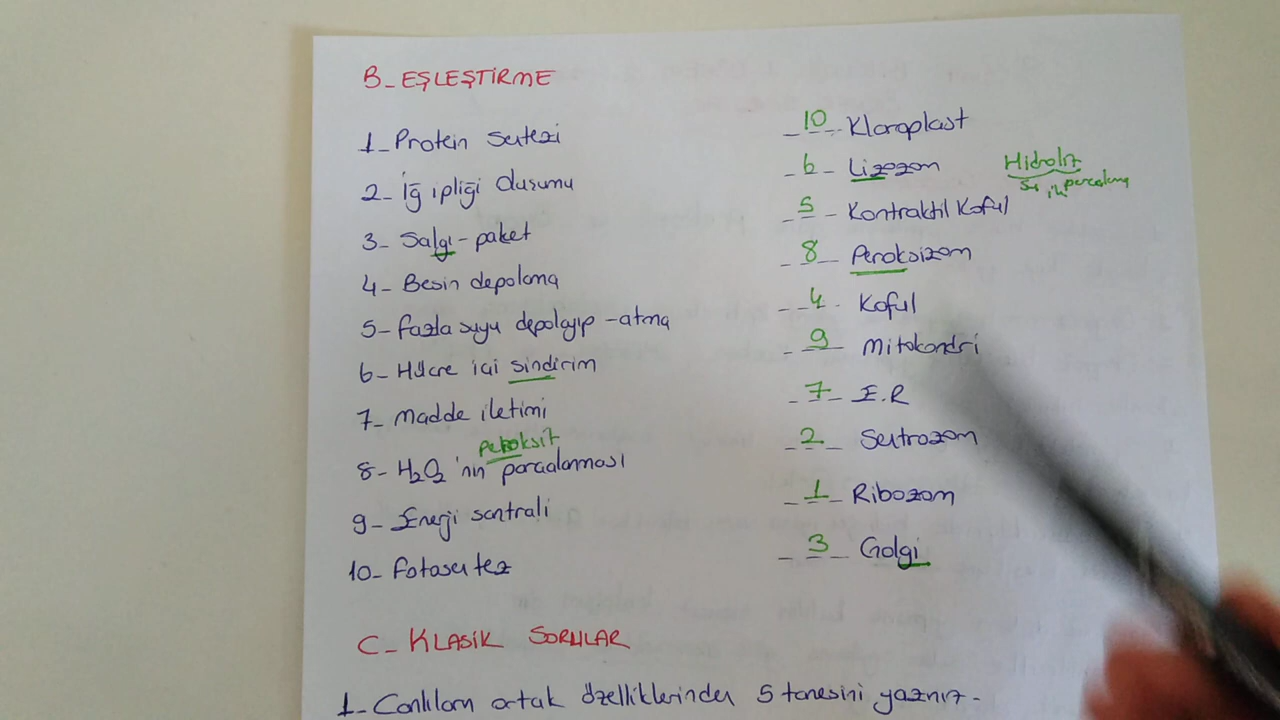 B_ EŞLEŞTİRME
1_ Protein sentezi
2_ İğ ipliği oluşumu
3_ Salgı - paket
4_ Besin depolama
5_ fazla suyu depolayıp - atma
6_ Hücre içi sindirim
7_ madde iletimi
peroksit
8_ H₂O₂ 'nin parçalanması
9_ Enerji santrali
10_ fotosentez
_10_ Kloroplast
_6_ Lizozom
Hidroliz
su ile parçalama
_5_ Kontraktil Koful
_8_ Peroksizom
_4_ Koful
_9_ mitokondri
_7_ E.R
_2_ Sentrozom
_1_ Ribozom
_3_ Golgi
C_ KLASİK SORULAR
1_ Canlıların ortak özelliklerinden 5 tanesini yazınız.